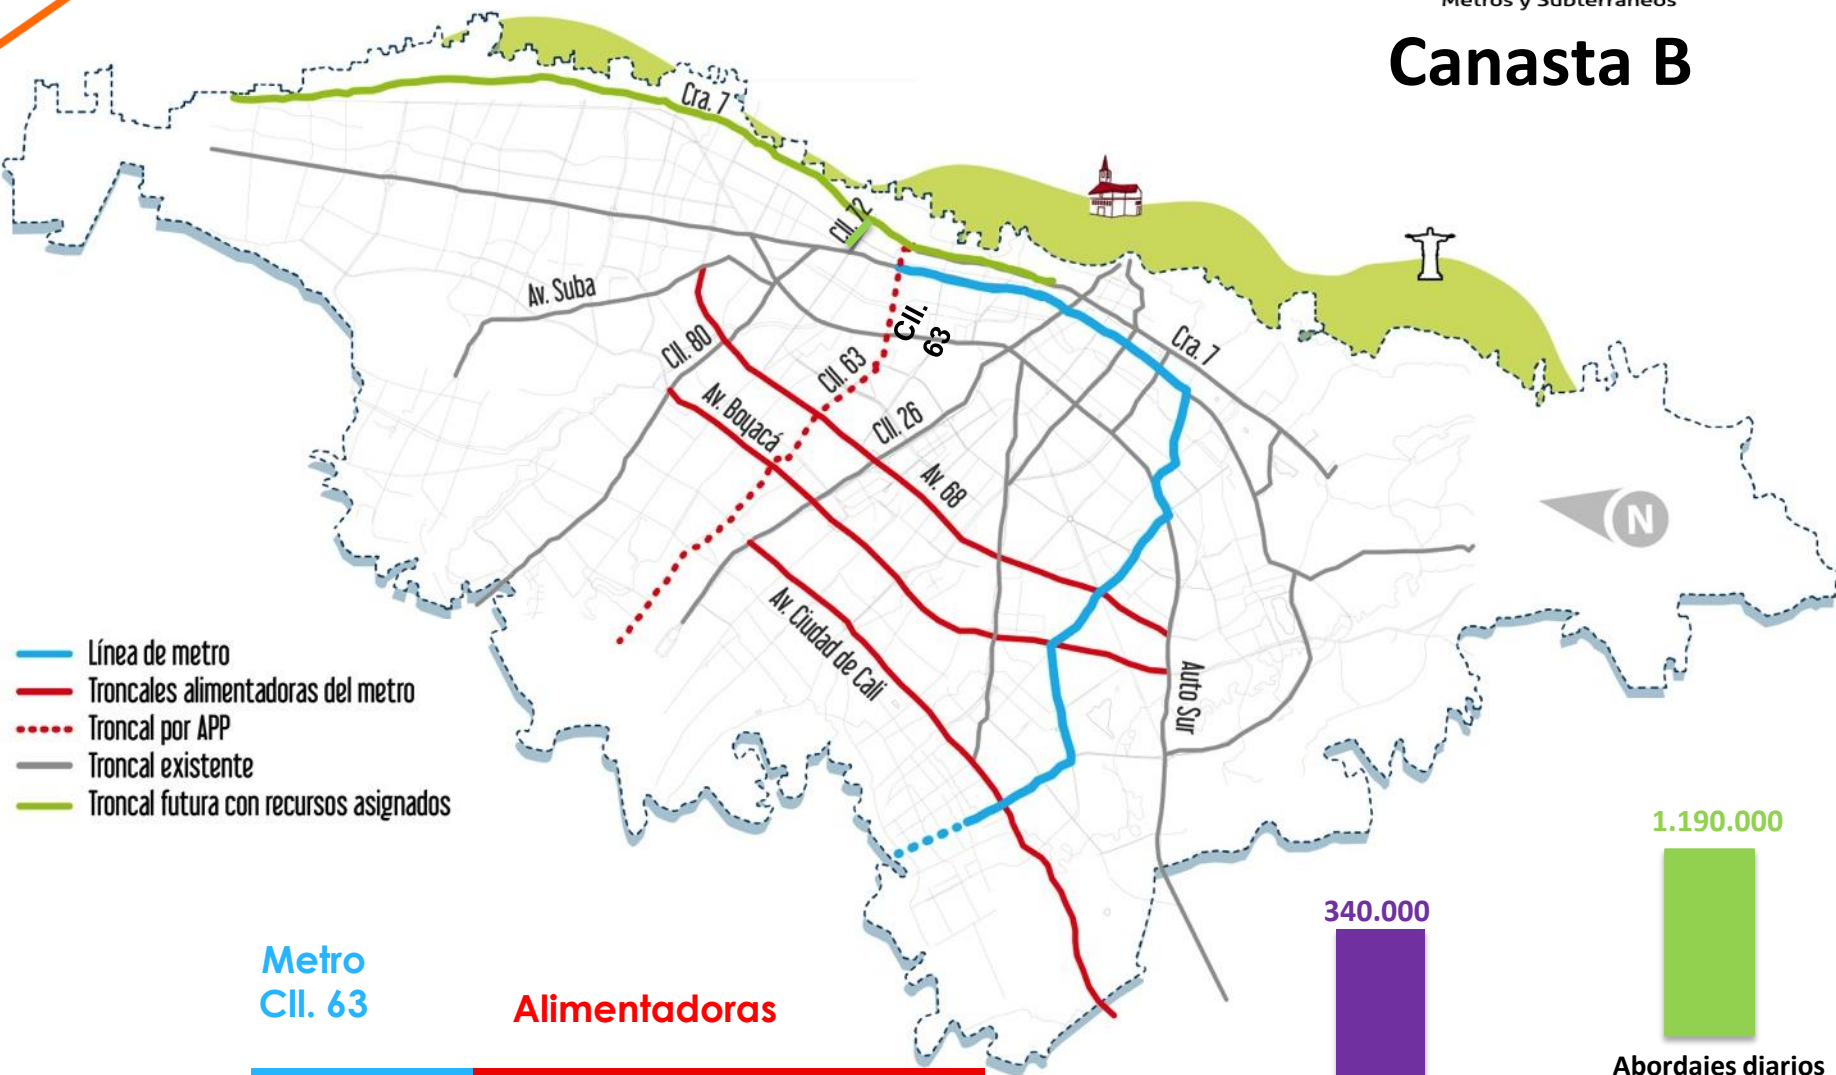 Metros y Subterráneos
Canasta B
Cra. 7
Cll. 72
Av. Suba
Cll.
63
Cll. 80
Cll. 63
Cra. 7
Av. Boyacá
Cll. 26
Av. 68
N
Av. Ciudad de Cali
Auto Sur
Línea de metro
Troncales alimentadoras del metro
Troncal por APP
Troncal existente
Troncal futura con recursos asignados
1.190.000
340.000
Metro
Cll. 63
Alimentadoras
Abordajes diarios